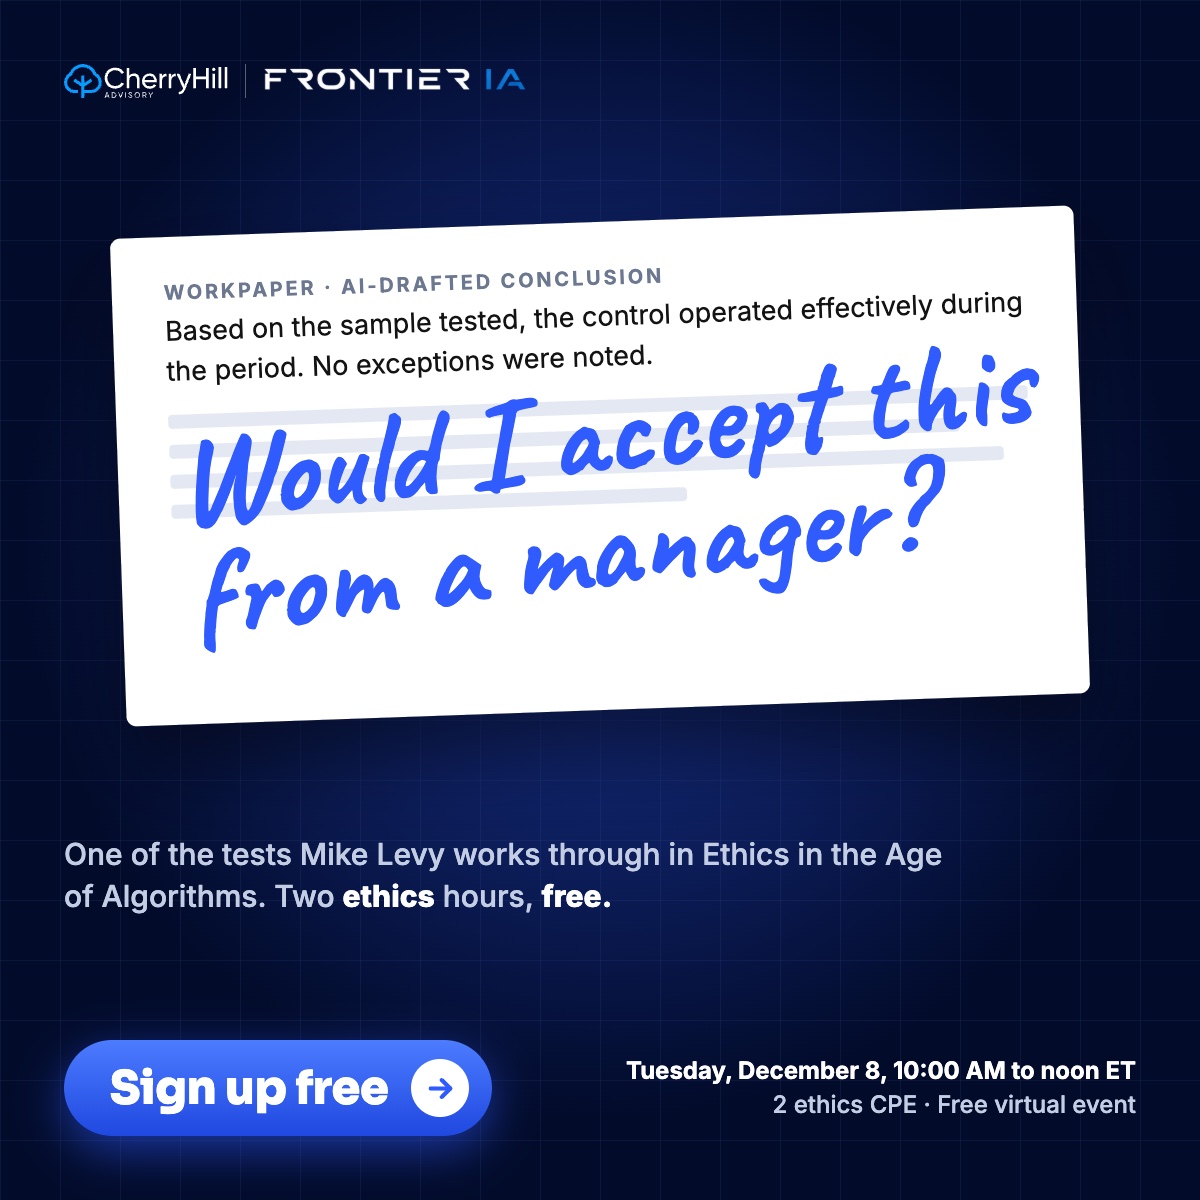 CherryHill
ADVISORY
FRONTIER IA
WORKPAPER · AI-DRAFTED CONCLUSION
Based on the sample tested, the control operated effectively during
the period. No exceptions were noted.
Would I accept this
from a manager?
One of the tests Mike Levy works through in Ethics in the Age
of Algorithms. Two ethics hours, free.
Sign up free
Tuesday, December 8, 10:00 AM to noon ET
2 ethics CPE · Free virtual event